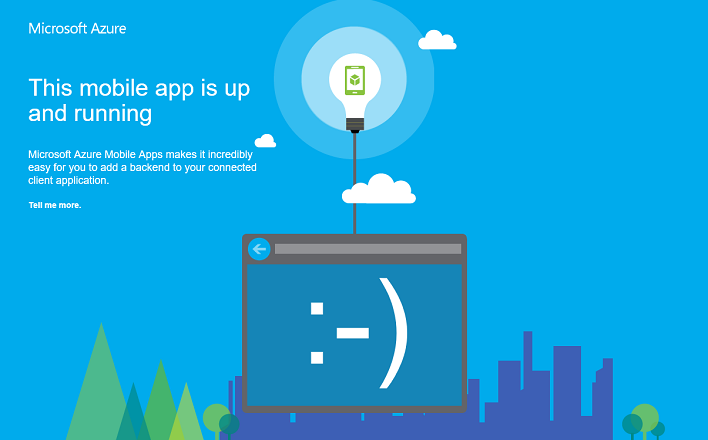 Microsoft Azure
This mobile app is up
and running
Microsoft Azure Mobile Apps makes it incredibly
easy for you to add a backend to your connected
client application.
Tell me more.
:-)